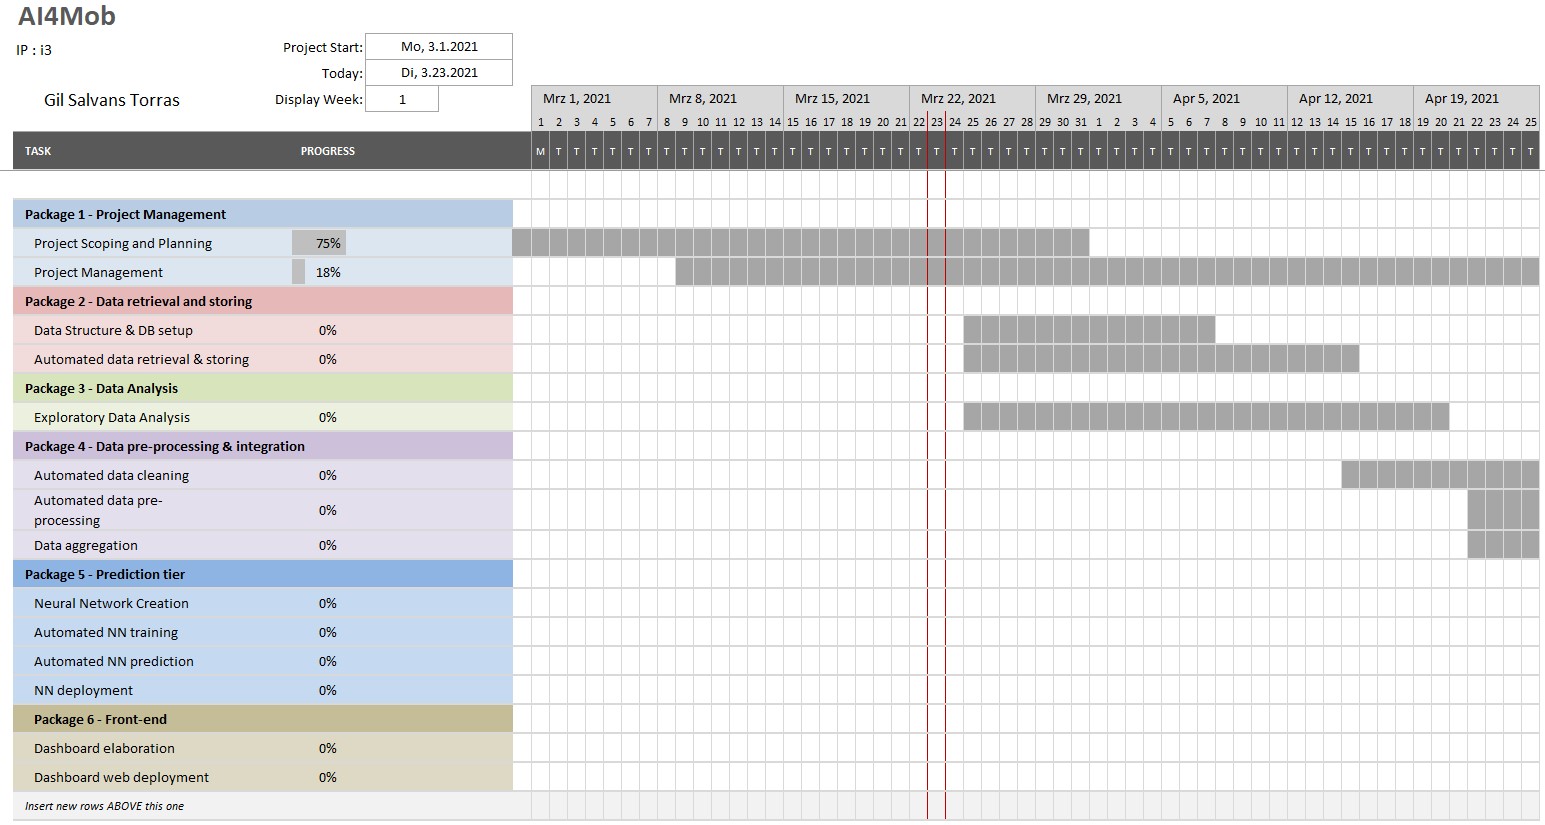 AI4Mob
IP : i3
Project Start: Mo, 3.1.2021
Today: Di, 3.23.2021
Gil Salvans Torras
Display Week: 1
Mrz 1, 2021 Mrz 8, 2021 Mrz 15, 2021 Mrz 22, 2021 Mrz 29, 2021 Apr 5, 2021 Apr 12, 2021 Apr 19, 2021
1 2 3 4 5 6 7 8 9 10 11 12 13 14 15 16 17 18 19 20 21 22 23 24 25 26 27 28 29 30 31 1 2 3 4 5 6 7 8 9 10 11 12 13 14 15 16 17 18 19 20 21 22 23 24 25
TASK PROGRESS M T T T T T T T T T T T T T T T T T T T T T T T T T T T T T T T T T T T T T T T T T T T T T T T T T T T T T T T
Package 1 - Project Management
Project Scoping and Planning 75%
Project Management 18%
Package 2 - Data retrieval and storing
Data Structure & DB setup 0%
Automated data retrieval & storing 0%
Package 3 - Data Analysis
Exploratory Data Analysis 0%
Package 4 - Data pre-processing & integration
Automated data cleaning 0%
Automated data pre-
processing 0%
Data aggregation 0%
Package 5 - Prediction tier
Neural Network Creation 0%
Automated NN training 0%
Automated NN prediction 0%
NN deployment 0%
Package 6 - Front-end
Dashboard elaboration 0%
Dashboard web deployment 0%
Insert new rows ABOVE this one